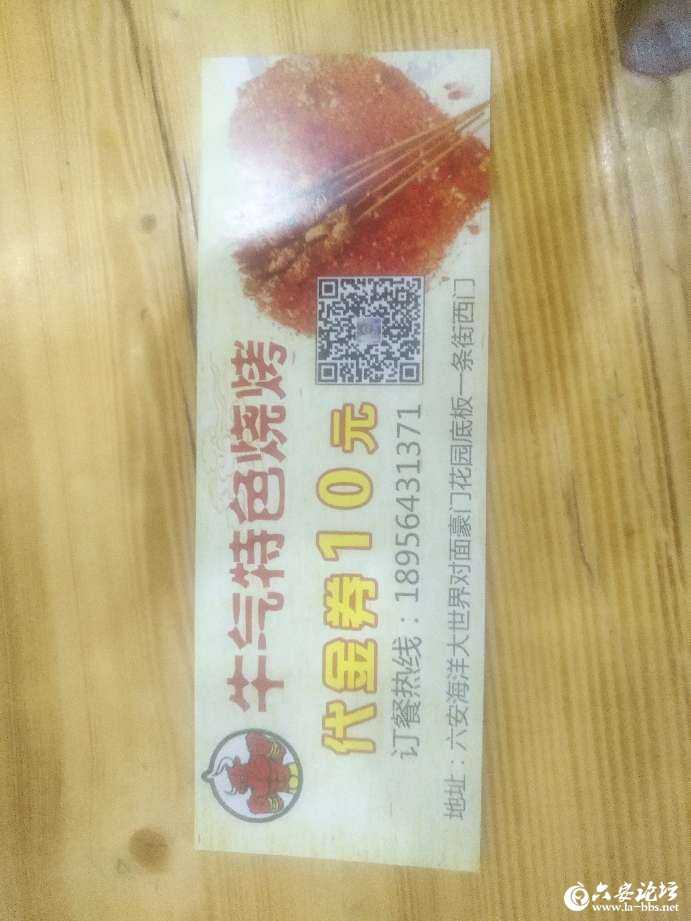 牛气特色烧烤
代金券10元
订餐热线：18956431371
地址：六安海洋大世界对面豪门花园底板一条街西门
六安论坛
www.la-bbs.net